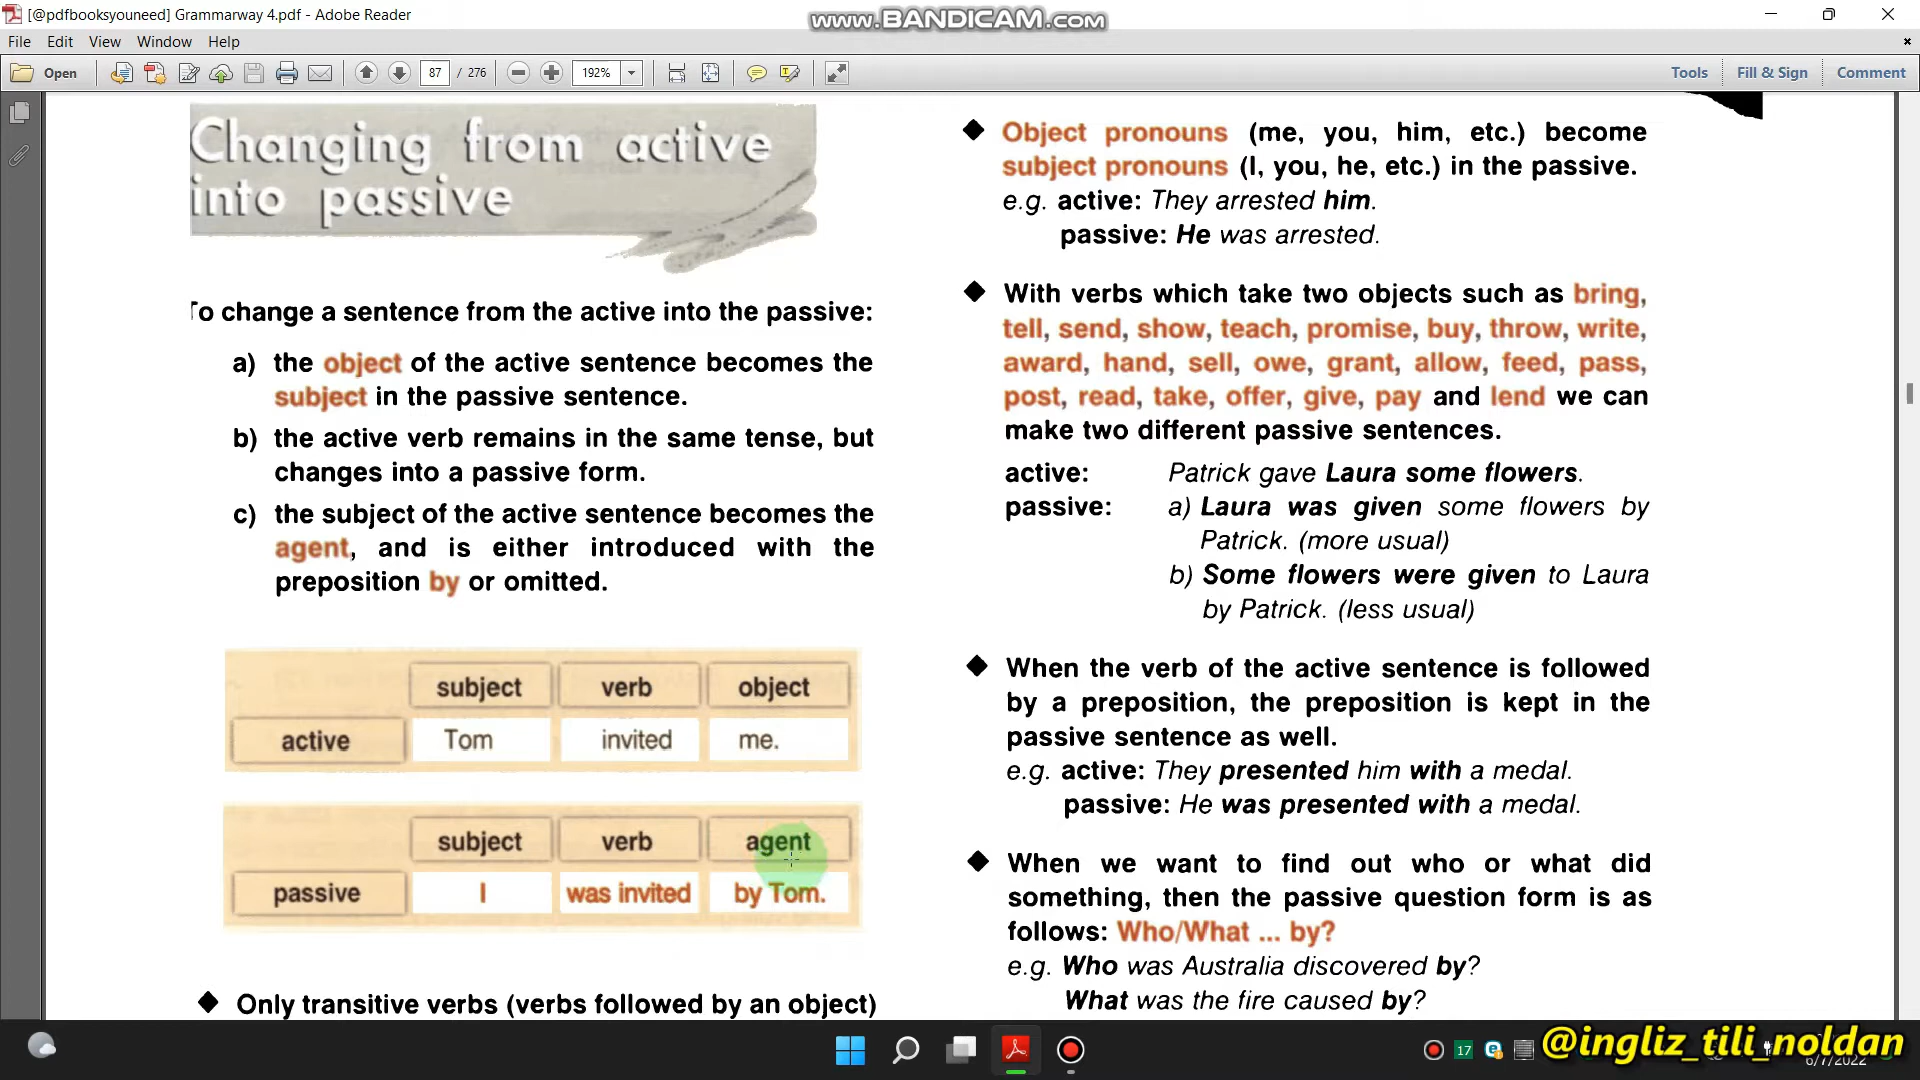 [@pdfbooksyouneed] Grammarway 4.pdf - Adobe Reader
www.BANDICAM.com
File Edit View Window Help
Open 87 / 276 192% Tools Fill & Sign Comment
Changing from active
into passive
To change a sentence from the active into the passive:
a) the object of the active sentence becomes the
subject in the passive sentence.
b) the active verb remains in the same tense, but
changes into a passive form.
c) the subject of the active sentence becomes the
agent, and is either introduced with the
preposition by or omitted.
subject verb object
active Tom invited me.
subject verb agent
passive I was invited by Tom.
◆ Only transitive verbs (verbs followed by an object)
◆ Object pronouns (me, you, him, etc.) become
subject pronouns (I, you, he, etc.) in the passive.
e.g. active: They arrested him.
passive: He was arrested.
◆ With verbs which take two objects such as bring,
tell, send, show, teach, promise, buy, throw, write,
award, hand, sell, owe, grant, allow, feed, pass,
post, read, take, offer, give, pay and lend we can
make two different passive sentences.
active: Patrick gave Laura some flowers.
passive: a) Laura was given some flowers by
Patrick. (more usual)
b) Some flowers were given to Laura
by Patrick. (less usual)
◆ When the verb of the active sentence is followed
by a preposition, the preposition is kept in the
passive sentence as well.
e.g. active: They presented him with a medal.
passive: He was presented with a medal.
◆ When we want to find out who or what did
something, then the passive question form is as
follows: Who/What ... by?
e.g. Who was Australia discovered by?
What was the fire caused by?
17
@ingliz_tili_noldan
6/7/2022